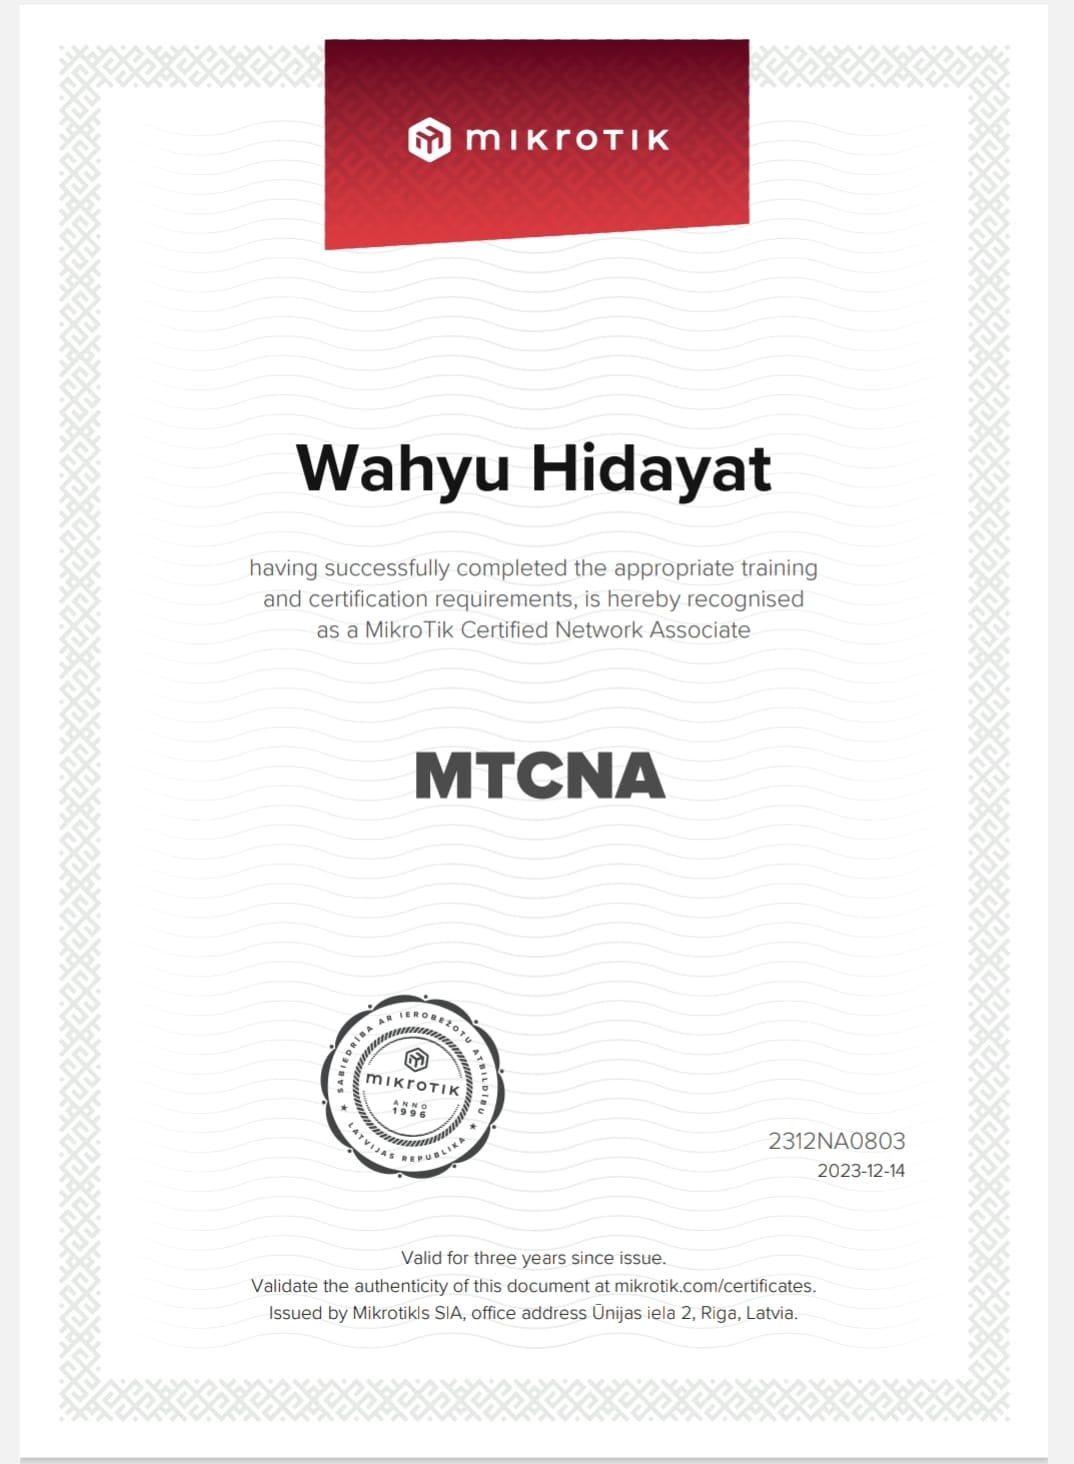 mikrotik
Wahyu Hidayat
having successfully completed the appropriate training
and certification requirements, is hereby recognised
as a MikroTik Certified Network Associate
MTCNA
SABIEDRĪBA AR IEROBEŽOTU ATBILDĪBU
mikrotik
ANNO
1996
★ LATVIJAS REPUBLIKA ★
2312NA0803
2023-12-14
Valid for three years since issue.
Validate the authenticity of this document at mikrotik.com/certificates.
Issued by Mikrotikls SIA, office address Ūnijas iela 2, Riga, Latvia.